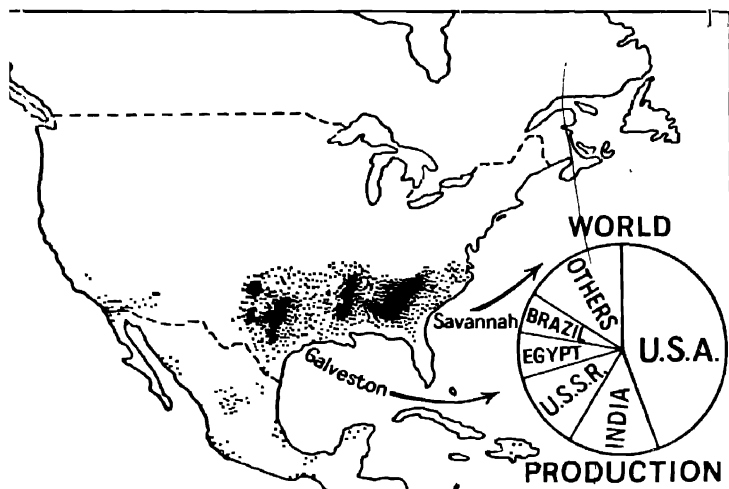 WORLD
OTHERS
BRAZIL
EGYPT
U.S.S.R.
INDIA
U.S.A.
Savannah
Galveston
PRODUCTION